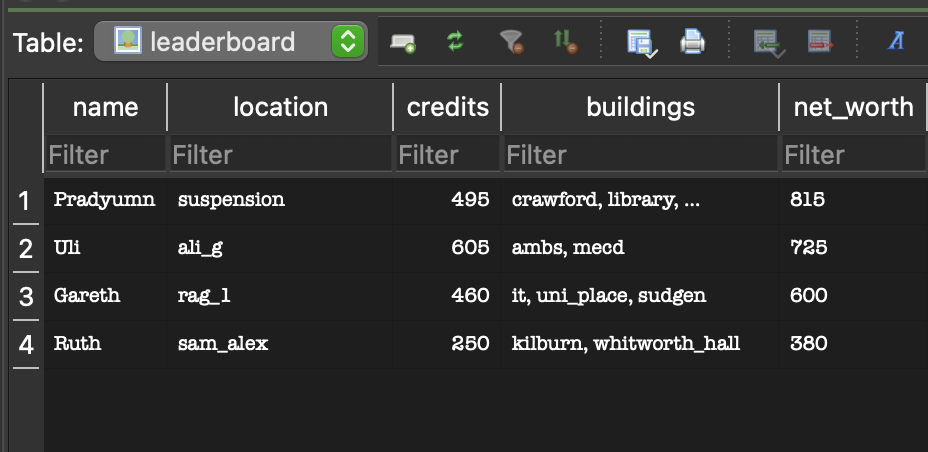 Table: leaderboard
name location credits buildings net_worth
Filter Filter Filter Filter Filter
1 Pradyumn suspension 495 crawford, library, ... 815
2 Uli ali_g 605 ambs, mecd 725
3 Gareth rag_1 460 it, uni_place, sudgen 600
4 Ruth sam_alex 250 kilburn, whitworth_hall 380